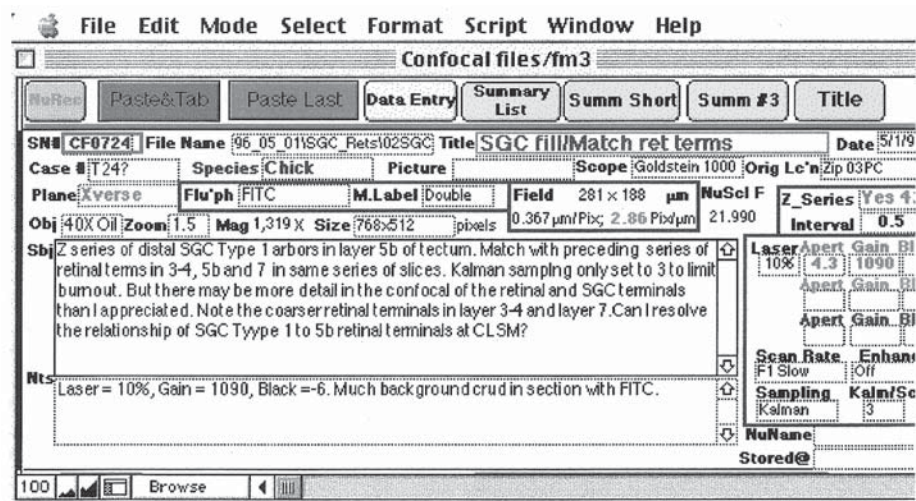 File Edit Mode Select Format Script Window Help
Confocal files/fm3
NuRec Paste&Tab Paste Last Data Entry Summary List Summ Short Summ #3 Title
SN# CF0724 File Name 96_05_01\SGC_Rets\02SGC Title SGC fill/Match ret terms Date 5/1/9
Case # T24? Species Chick Picture Scope Goldstein 1000 Orig Lc'n Zip 03PC
Plane Xverse Flu'ph FITC M.Label Double Field 281 x 188 µm NuScl F Z_Series Yes 4
Obj 40X Oil Zoom 1.5 Mag 1,319 X Size 768x512 pixels 0.367 µm/Pix; 2.86 Pix/µm 21.990 Interval 0.5
Sbj Z series of distal SGC Type 1 arbors in layer 5b of tectum. Match with preceding series of
retinal terms in 3-4, 5b and 7 in same series of slices. Kalman samplng only set to 3 to limit
burnout. But there may be more detail in the confocal of the retinal and SGC terminals
than I appreciated. Note the coarser retinal terminals in layer 3-4 and layer 7. Can I resolve
the relationship of SGC Tyype 1 to 5b retinal terminals at CLSM?
Laser Apert Gain Bl
10% 4.3 1090
Apert Gain Bl
Apert Gain Bl
Scan Rate Enhan
F1 Slow Off
Sampling Kalm/Sc
Kalman 3
Nts Laser = 10%, Gain = 1090, Black =-6. Much background crud in section with FITC.
NuName
Stored@
100 Browse